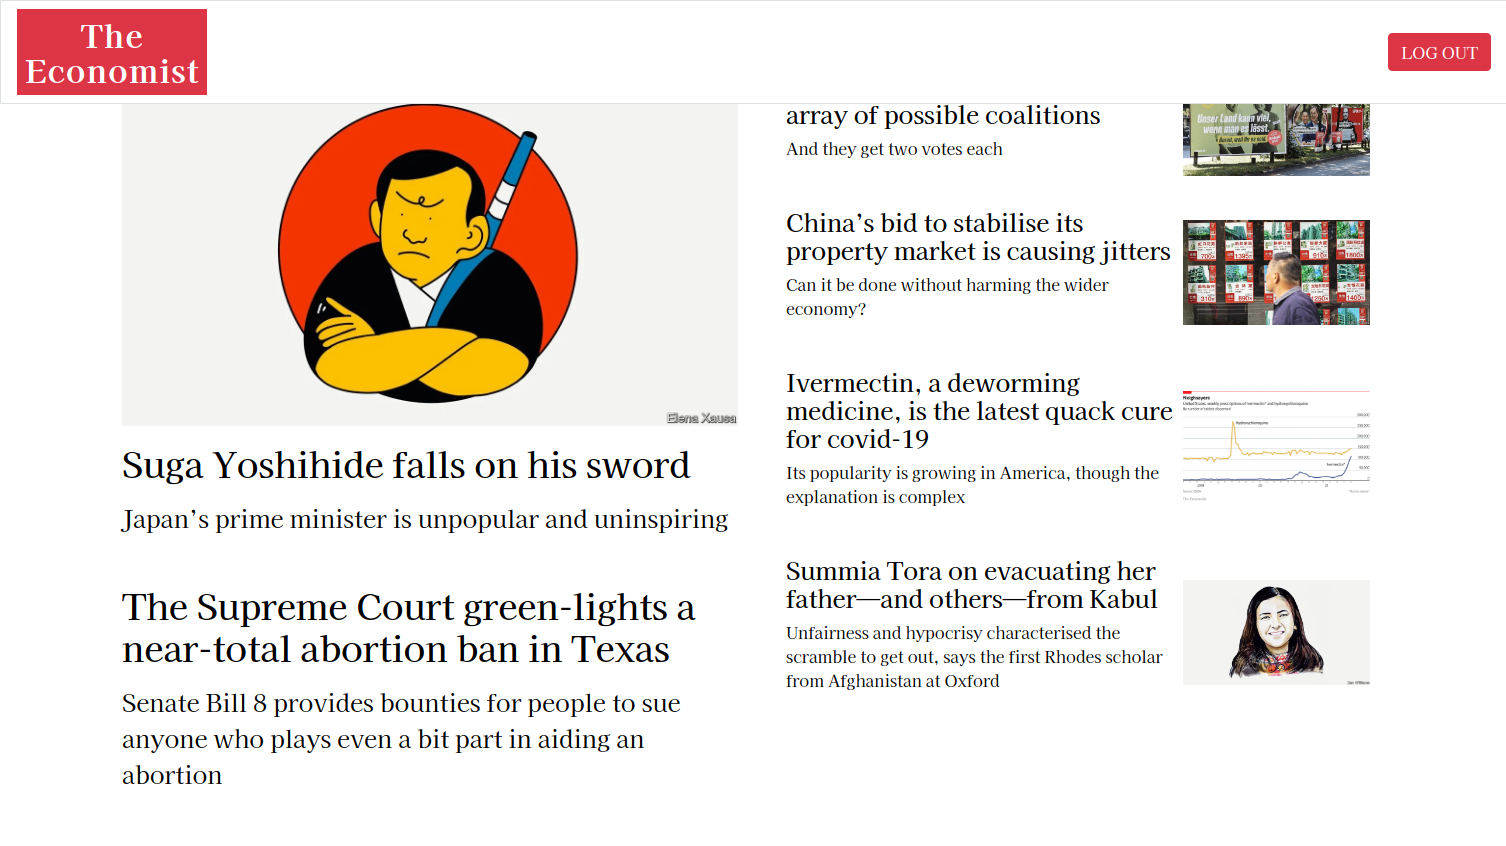 The
Economist
LOG OUT
Elena Xausa
Suga Yoshihide falls on his sword
Japan’s prime minister is unpopular and uninspiring
The Supreme Court green-lights a
near-total abortion ban in Texas
Senate Bill 8 provides bounties for people to sue
anyone who plays even a bit part in aiding an
abortion
array of possible coalitions
And they get two votes each
Unser Land kann viel,
wenn man es lässt.
China’s bid to stabilise its
property market is causing jitters
Can it be done without harming the wider
economy?
Ivermectin, a deworming
medicine, is the latest quack cure
for covid-19
Its popularity is growing in America, though the
explanation is complex
Neighsayers
Summia Tora on evacuating her
father—and others—from Kabul
Unfairness and hypocrisy characterised the
scramble to get out, says the first Rhodes scholar
from Afghanistan at Oxford